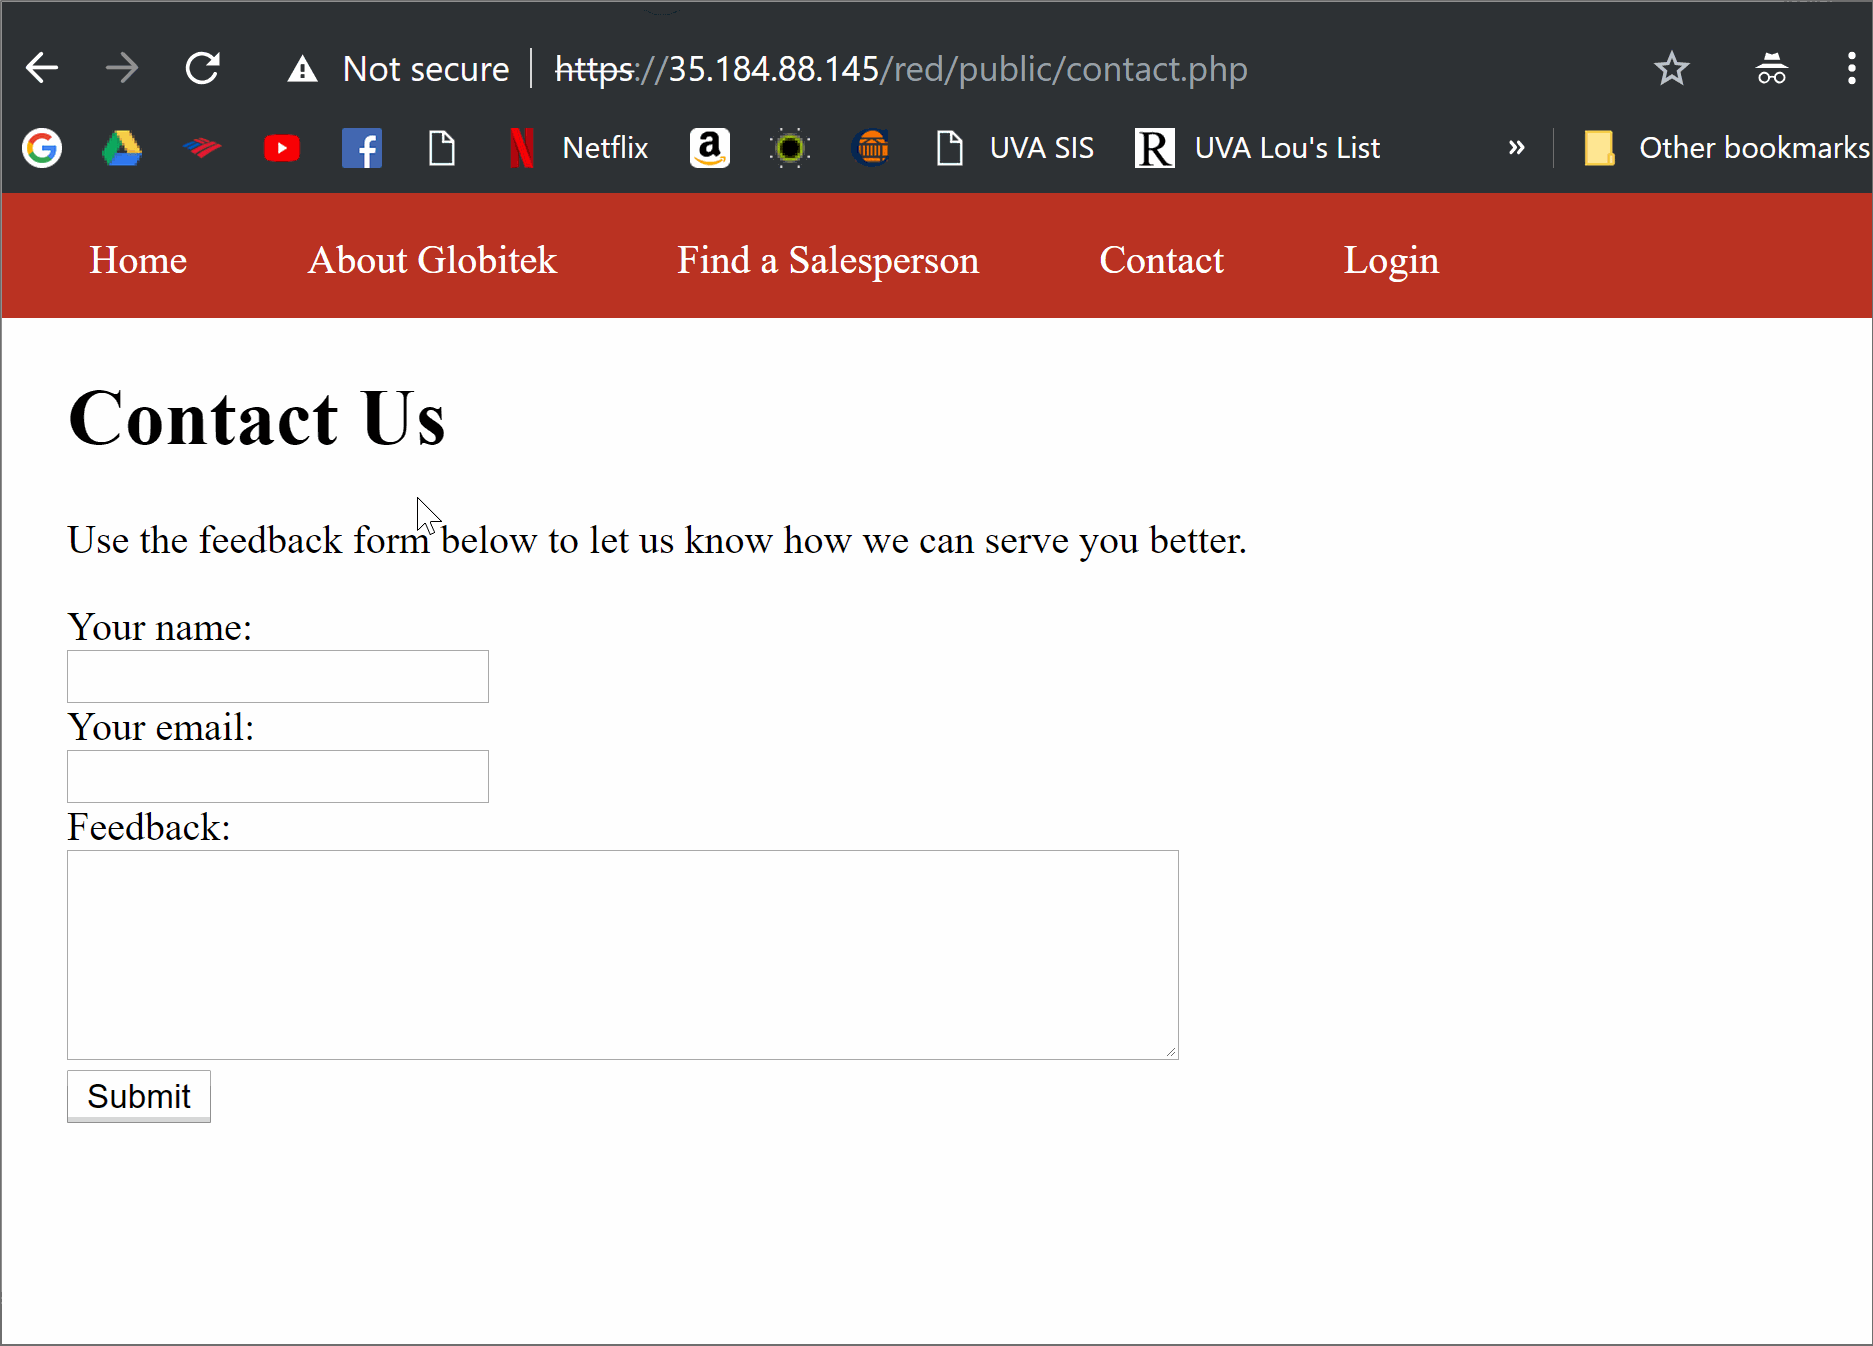 Not secure https://35.184.88.145/red/public/contact.php
G f N Netflix a UVA SIS R UVA Lou's List » Other bookmarks
Home About Globitek Find a Salesperson Contact Login
Contact Us
Use the feedback form below to let us know how we can serve you better.
Your name:
Your email:
Feedback:
Submit